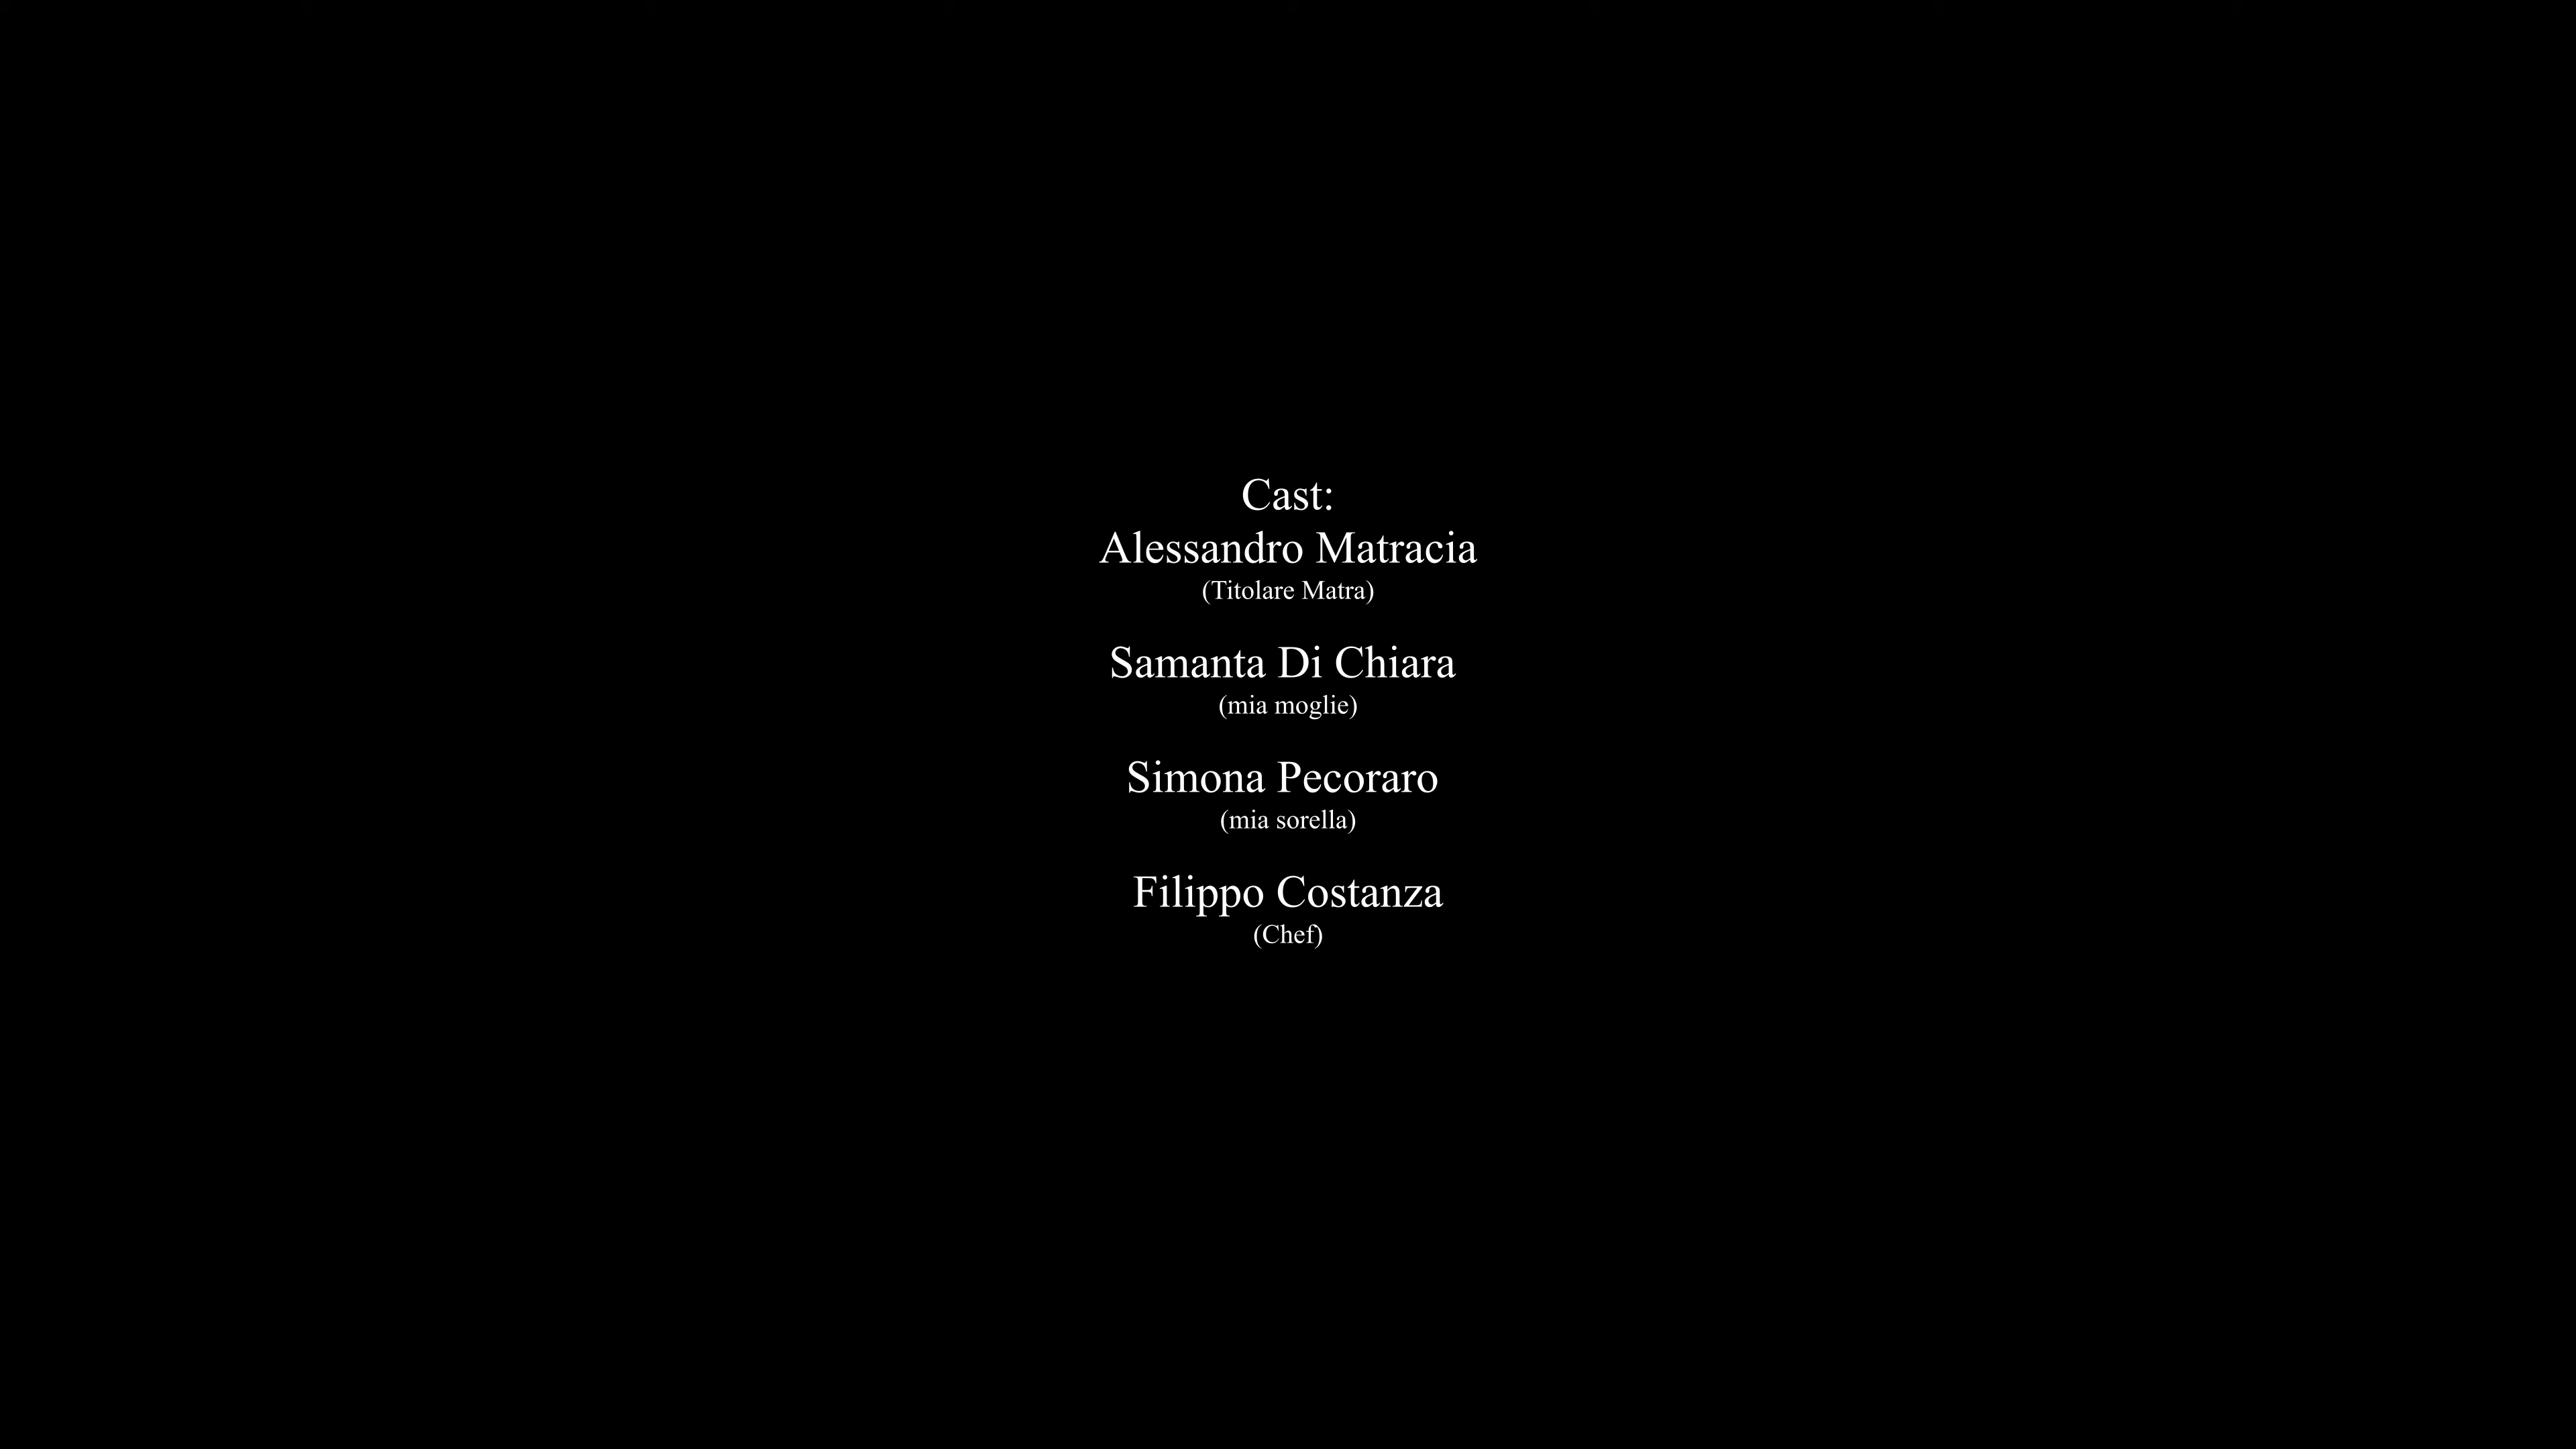 Cast:
Alessandro Matracia
(Titolare Matra)
Samanta Di Chiara
(mia moglie)
Simona Pecoraro
(mia sorella)
Filippo Costanza
(Chef)